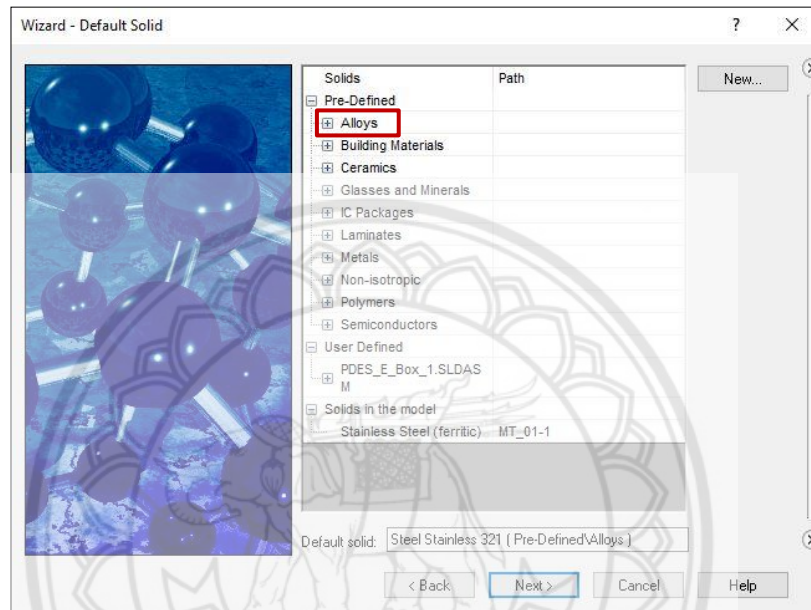 Wizard - Default Solid
? ×
Solids Path
New...
Pre-Defined
Alloys
Building Materials
Ceramics
Glasses and Minerals
IC Packages
Laminates
Metals
Non-isotropic
Polymers
Semiconductors
User Defined
PDES_E_Box_1.SLDAS
M
Solids in the model
Stainless Steel (ferritic) MT_01-1
Default solid: Steel Stainless 321 ( Pre-Defined\Alloys )
< Back Next > Cancel Help